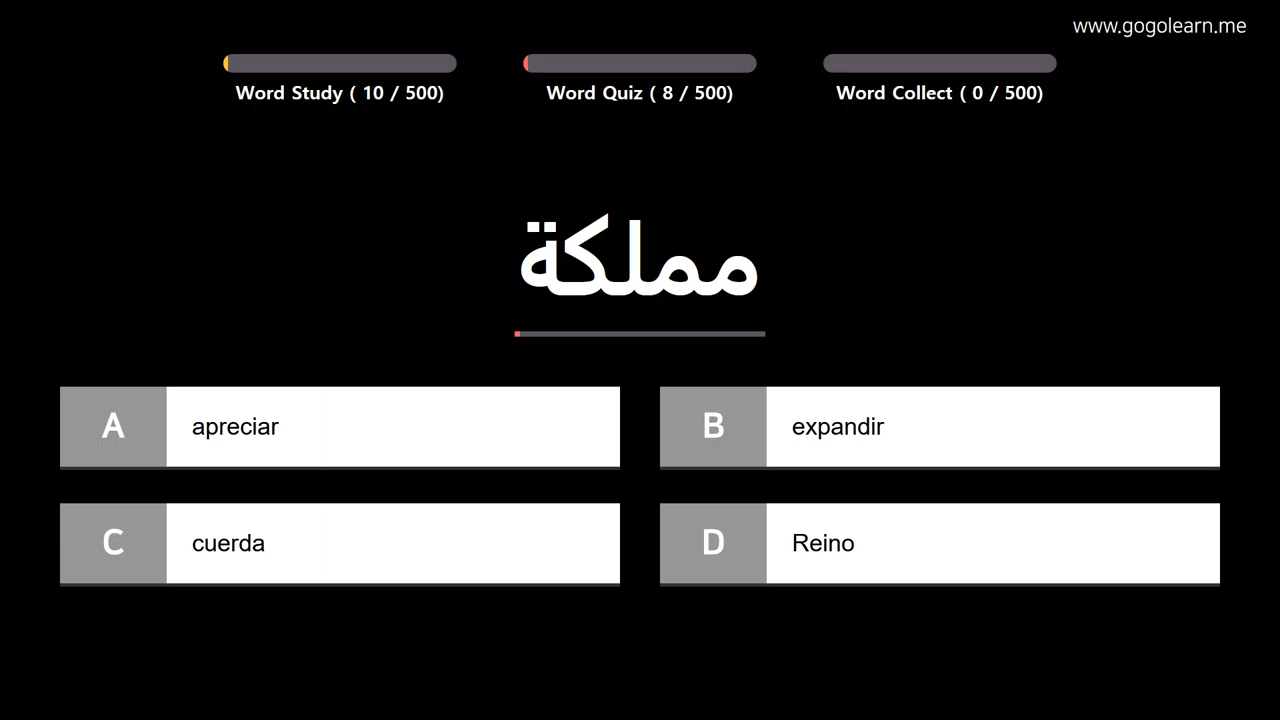 www.gogolearn.me
Word Study ( 10 / 500)
Word Quiz ( 8 / 500)
Word Collect ( 0 / 500)
مملكة
A apreciar
B expandir
C cuerda
D Reino